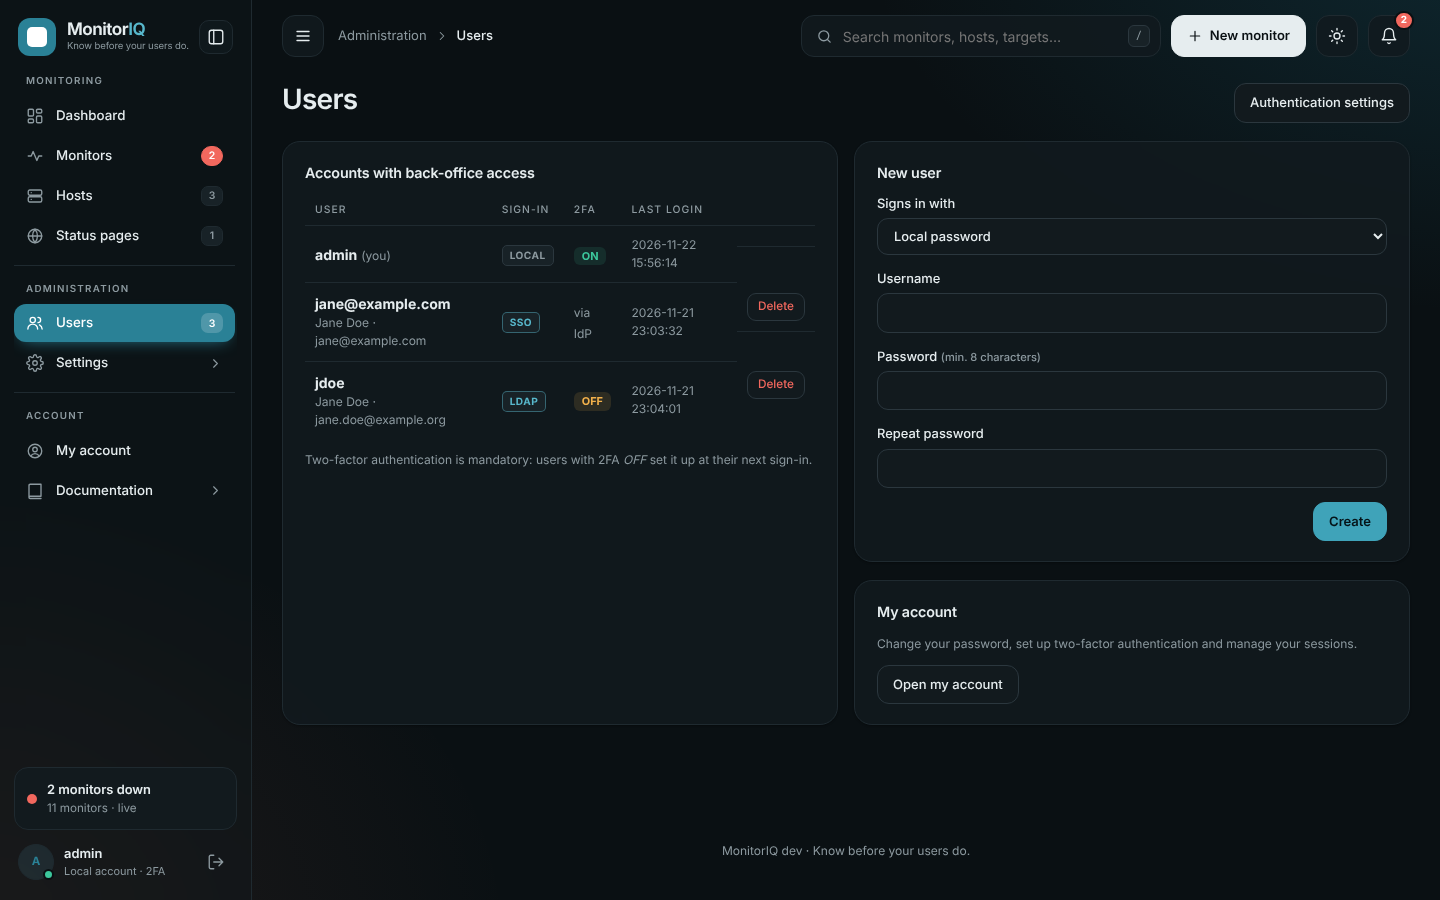 MonitorIQ
Know before your users do.
MONITORING
Dashboard
Monitors 2
Hosts 3
Status pages 1
ADMINISTRATION
Users 3
Settings
ACCOUNT
My account
Documentation
2 monitors down
11 monitors · live
A
admin
Local account · 2FA
Administration > Users
Search monitors, hosts, targets... /
+ New monitor
2
Users
Authentication settings
Accounts with back-office access
USER SIGN-IN 2FA LAST LOGIN
admin (you) LOCAL ON 2026-11-22
15:56:14
jane@example.com
Jane Doe ·
jane@example.com
SSO
via
IdP
2026-11-21
23:03:32
Delete
jdoe
Jane Doe ·
jane.doe@example.org
LDAP
OFF
2026-11-21
23:04:01
Delete
Two-factor authentication is mandatory: users with 2FA OFF set it up at their next sign-in.
New user
Signs in with
Local password
Username
Password (min. 8 characters)
Repeat password
Create
My account
Change your password, set up two-factor authentication and manage your sessions.
Open my account
MonitorIQ dev · Know before your users do.